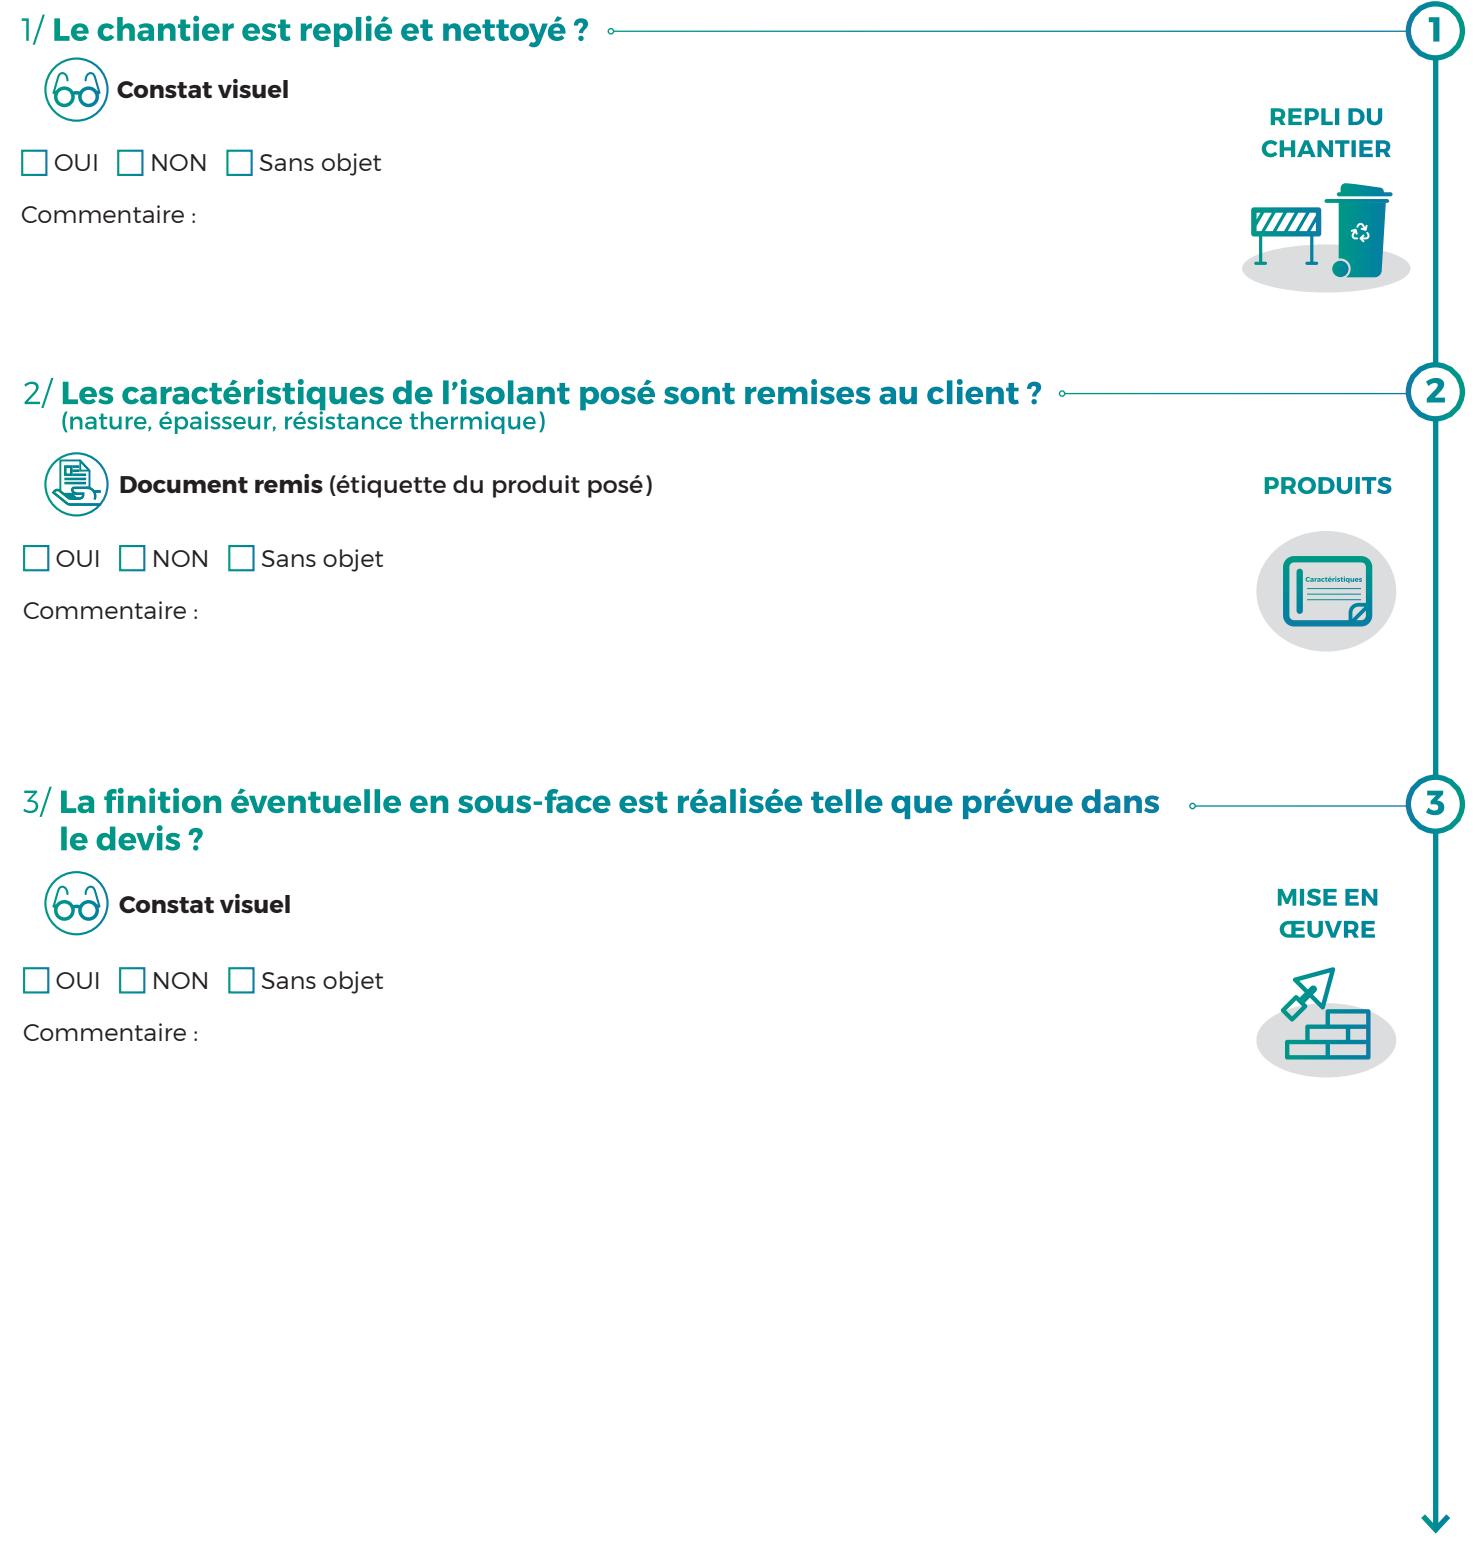 1/ Le chantier est replié et nettoyé ?
1
Constat visuel
REPLI DU
CHANTIER
OUI NON Sans objet
Commentaire :
2/ Les caractéristiques de l’isolant posé sont remises au client ?
2
(nature, épaisseur, résistance thermique)
Document remis (étiquette du produit posé)
PRODUITS
OUI NON Sans objet
Caractéristiques
Commentaire :
3/ La finition éventuelle en sous-face est réalisée telle que prévue dans
3
le devis ?
Constat visuel
MISE EN
ŒUVRE
OUI NON Sans objet
Commentaire :